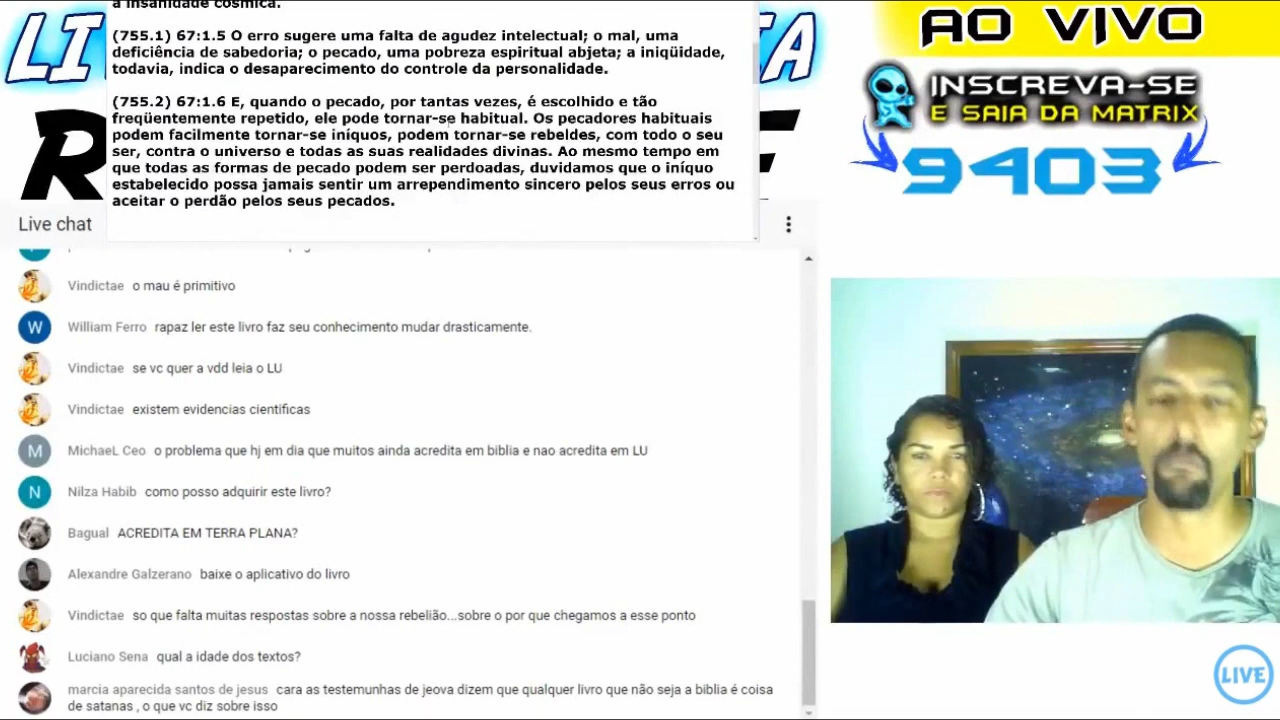 a insanidade cósmica.
(755.1) 67:1.5 O erro sugere uma falta de agudez intelectual; o mal, uma
deficiência de sabedoria; o pecado, uma pobreza espiritual abjeta; a iniqüidade,
todavia, indica o desaparecimento do controle da personalidade.
(755.2) 67:1.6 E, quando o pecado, por tantas vezes, é escolhido e tão
freqüentemente repetido, ele pode tornar-se habitual. Os pecadores habituais
podem facilmente tornar-se iníquos, podem tornar-se rebeldes, com todo o seu
ser, contra o universo e todas as suas realidades divinas. Ao mesmo tempo em
que todas as formas de pecado podem ser perdoadas, duvidamos que o iníquo
estabelecido possa jamais sentir um arrependimento sincero pelos seus erros ou
aceitar o perdão pelos seus pecados.
Live chat
Vindictae o mau é primitivo
William Ferro rapaz ler este livro faz seu conhecimento mudar drasticamente.
Vindictae se vc quer a vdd leia o LU
Vindictae existem evidencias cientificas
MichaeL Ceo o problema que hj em dia que muitos ainda acredita em biblia e nao acredita em LU
Nilza Habib como posso adquirir este livro?
Bagual ACREDITA EM TERRA PLANA?
Alexandre Galzerano baixe o aplicativo do livro
Vindictae so que falta muitas respostas sobre a nossa rebelião...sobre o por que chegamos a esse ponto
Luciano Sena qual a idade dos textos?
marcia aparecida santos de jesus cara as testemunhas de jeova dizem que qualquer livro que não seja a biblia é coisa
de satanas , o que vc diz sobre isso
W
M
N
AO VIVO
INSCREVA-SE
E SAIA DA MATRIX
9403
LIVE